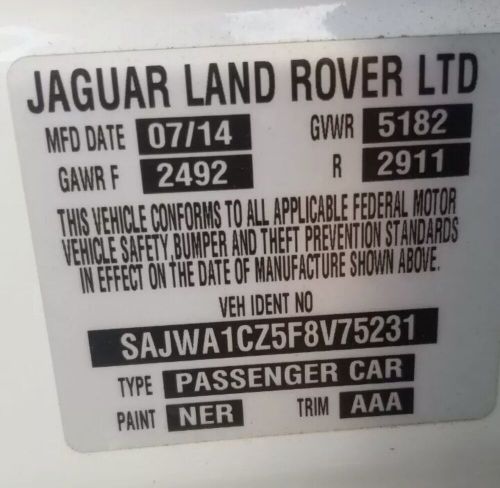 JAGUAR LAND ROVER LTD
MFD DATE 07/14 GVWR 5182
GAWR F 2492 R 2911
THIS VEHICLE CONFORMS TO ALL APPLICABLE FEDERAL MOTOR
VEHICLE SAFETY,BUMPER AND THEFT PREVENTION STANDARDS
IN EFFECT ON THE DATE OF MANUFACTURE SHOWN ABOVE.
VEH IDENT NO
SAJWA1CZ5F8V75231
TYPE PASSENGER CAR
PAINT NER TRIM AAA